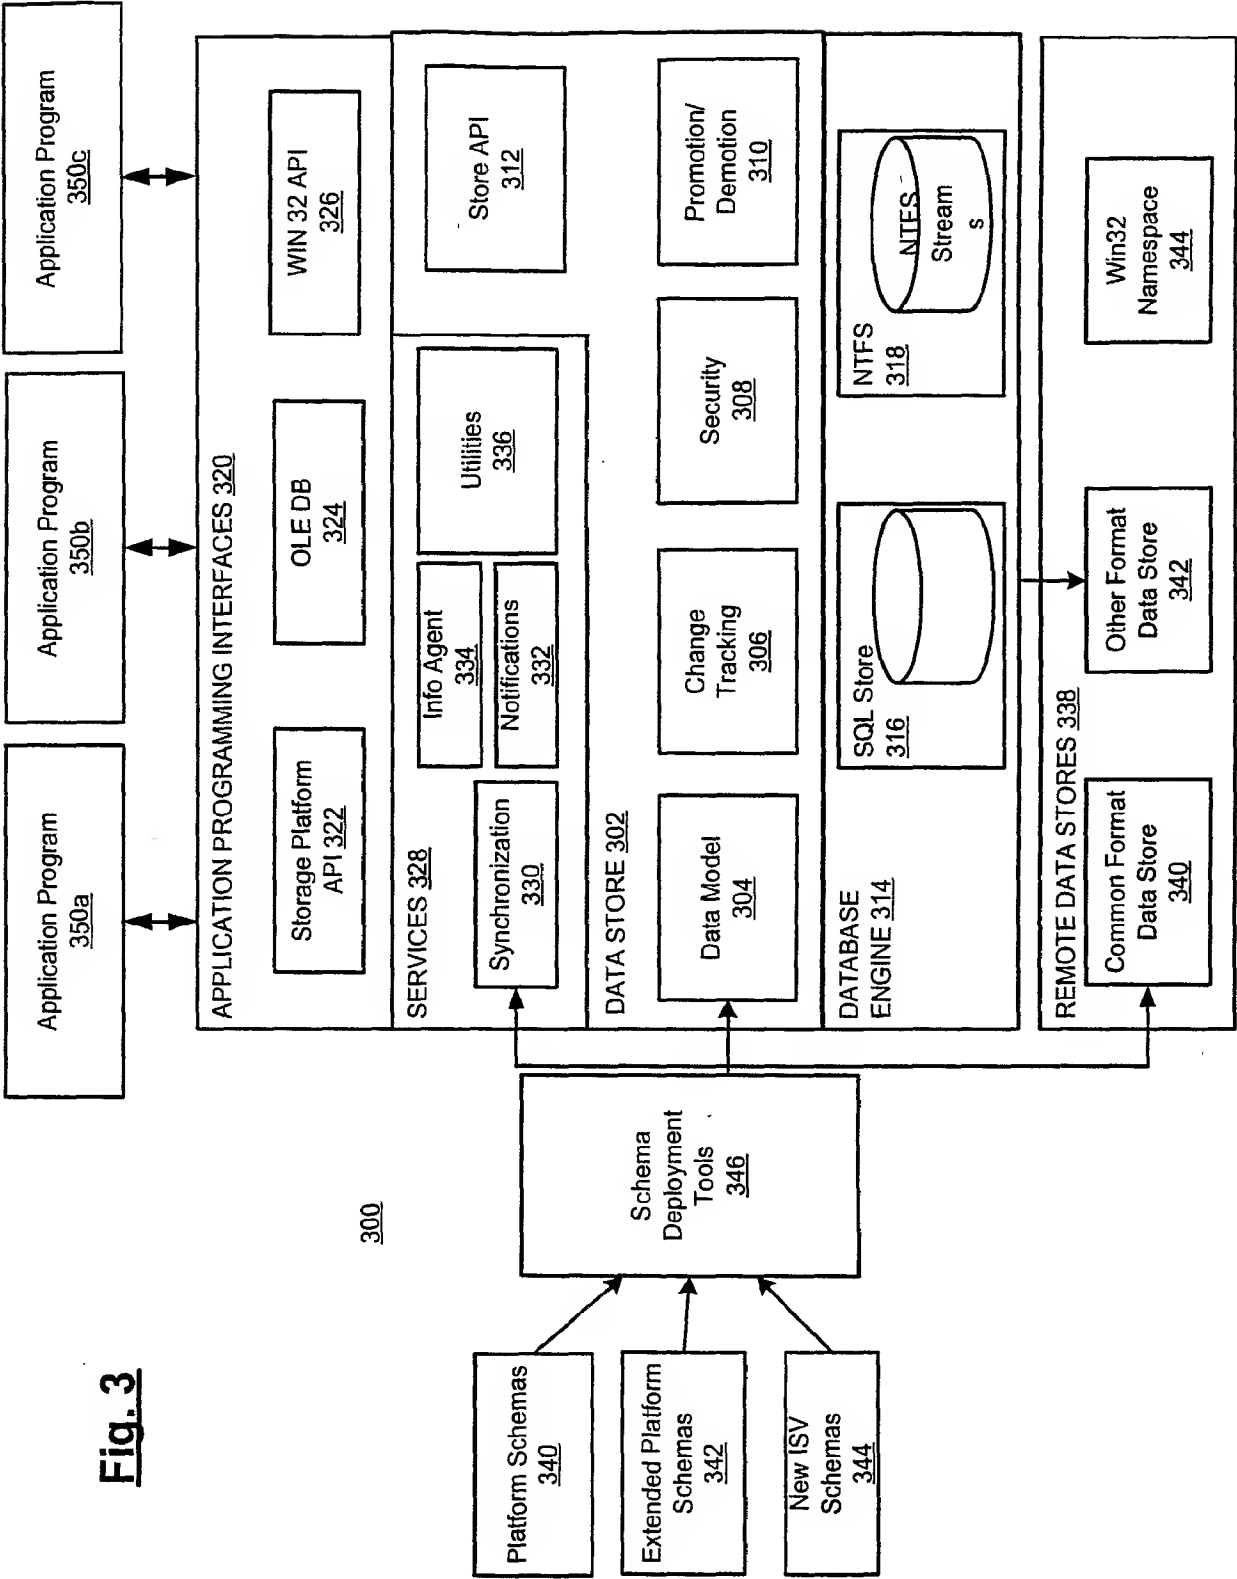 Application Program
350a
Application Program
350b
Application Program
350c
APPLICATION PROGRAMMING INTERFACES 320
Storage Platform
API 322
OLE DB
324
WIN 32 API
326
SERVICES 328
Synchronization
330
Info Agent
334
Notifications
332
Utilities
336
Store API
312
DATA STORE 302
Data Model
304
Change
Tracking
306
Security
308
Promotion/
Demotion
310
DATABASE
ENGINE 314
SQL Store
316
NTFS
318
NTFS
Stream
s
REMOTE DATA STORES 338
Common Format
Data Store
340
Other Format
Data Store
342
Win32
Namespace
344
300
Schema
Deployment
Tools
346
Platform Schemas
340
Extended Platform
Schemas
342
New ISV
Schemas
344
Fig. 3